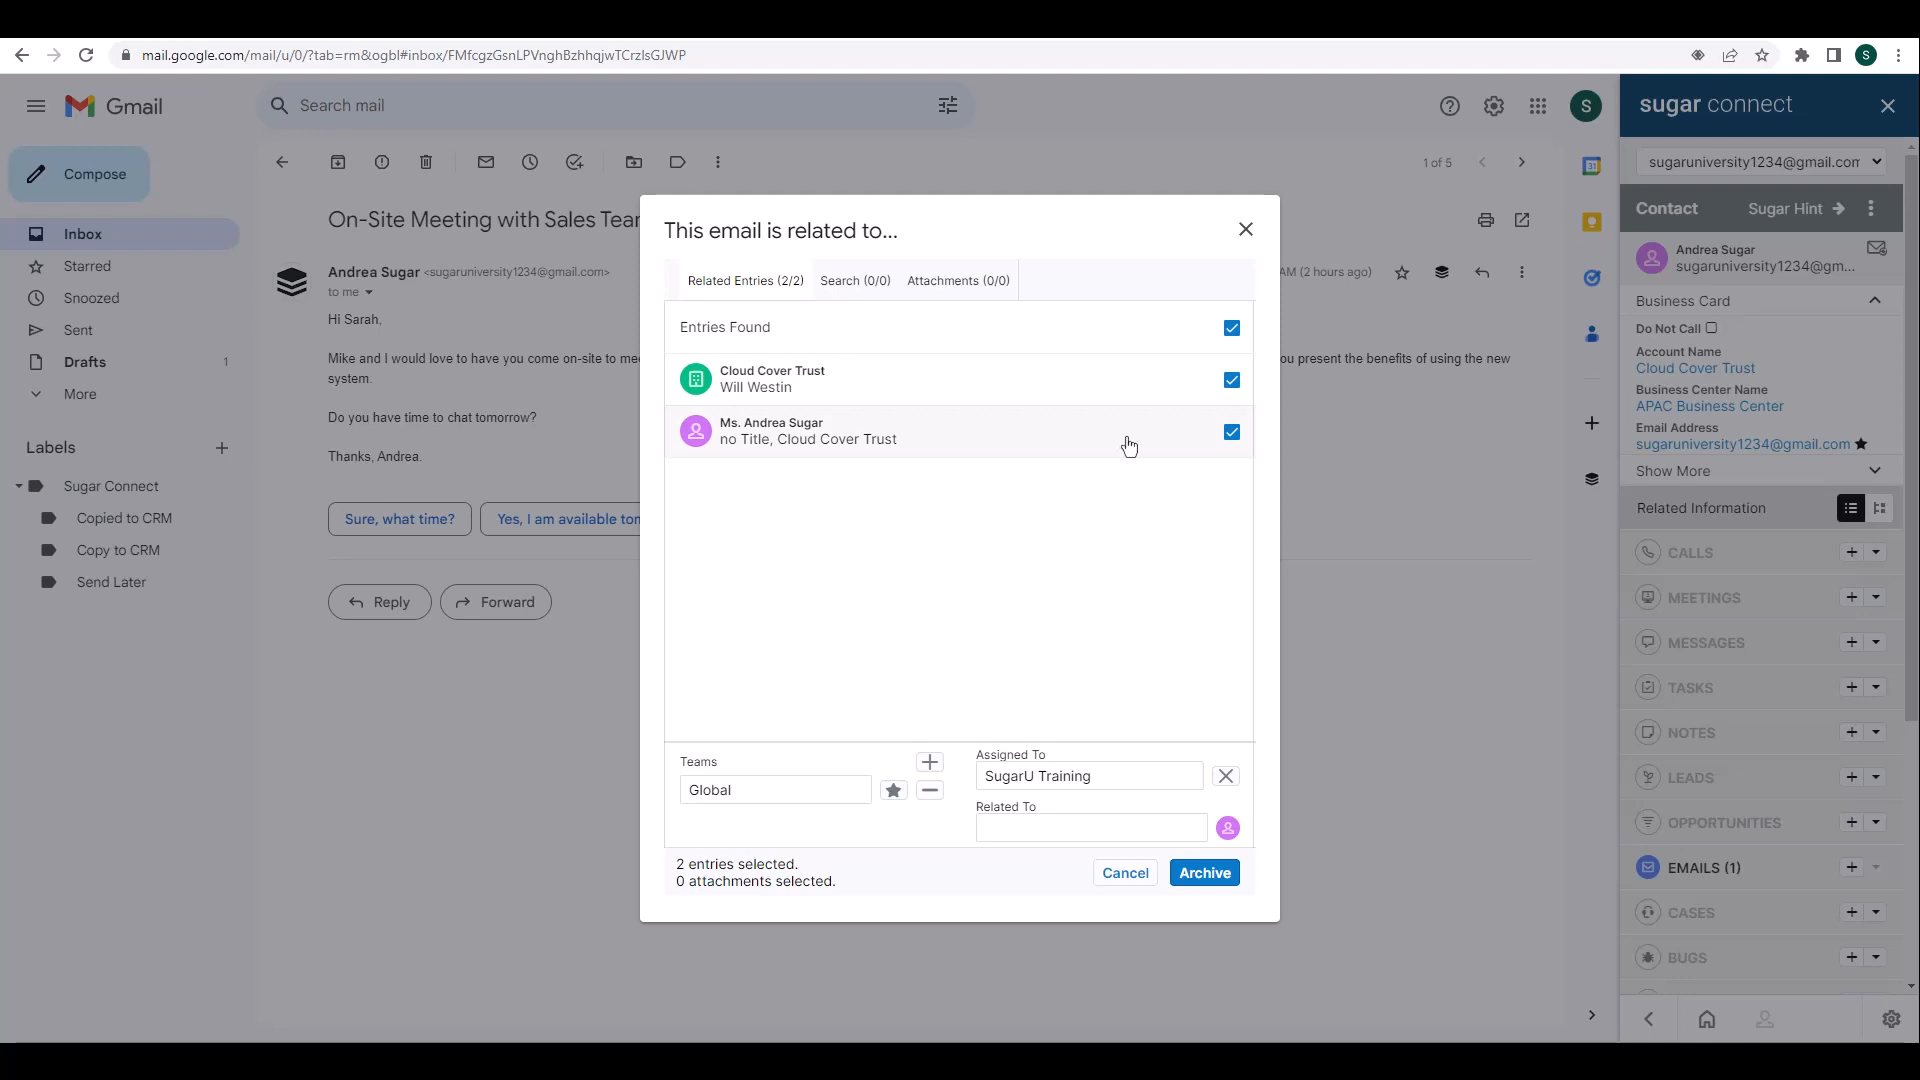 mail.google.com/mail/u/0/?tab=rm&ogbl#inbox/FMfcgzGsnLPVnghBzhhqjwTCrzlsGJWP
S
Gmail
Search mail
S
Compose
Inbox
Starred
Snoozed
Sent
Drafts 1
More
Labels
Sugar Connect
Copied to CRM
Copy to CRM
Send Later
1 of 5
On-Site Meeting with Sales Tear
Andrea Sugar <sugaruniversity1234@gmail.com>
AM (2 hours ago)
to me
Hi Sarah,
Mike and I would love to have you come on-site to me
ou present the benefits of using the new
system.
Do you have time to chat tomorrow?
Thanks, Andrea.
Sure, what time?
Yes, I am available ton
Reply
Forward
31
This email is related to...
Related Entries (2/2) Search (0/0) Attachments (0/0)
Entries Found
Cloud Cover Trust
Will Westin
Ms. Andrea Sugar
no Title, Cloud Cover Trust
Teams
Global
Assigned To
SugarU Training
Related To
2 entries selected.
0 attachments selected.
Cancel
Archive
sugar connect
sugaruniversity1234@gmail.com
Contact
Sugar Hint
Andrea Sugar
sugaruniversity1234@gm...
Business Card
Do Not Call
Account Name
Cloud Cover Trust
Business Center Name
APAC Business Center
Email Address
sugaruniversity1234@gmail.com
Show More
Related Information
CALLS
MEETINGS
MESSAGES
TASKS
NOTES
LEADS
OPPORTUNITIES
EMAILS (1)
CASES
BUGS